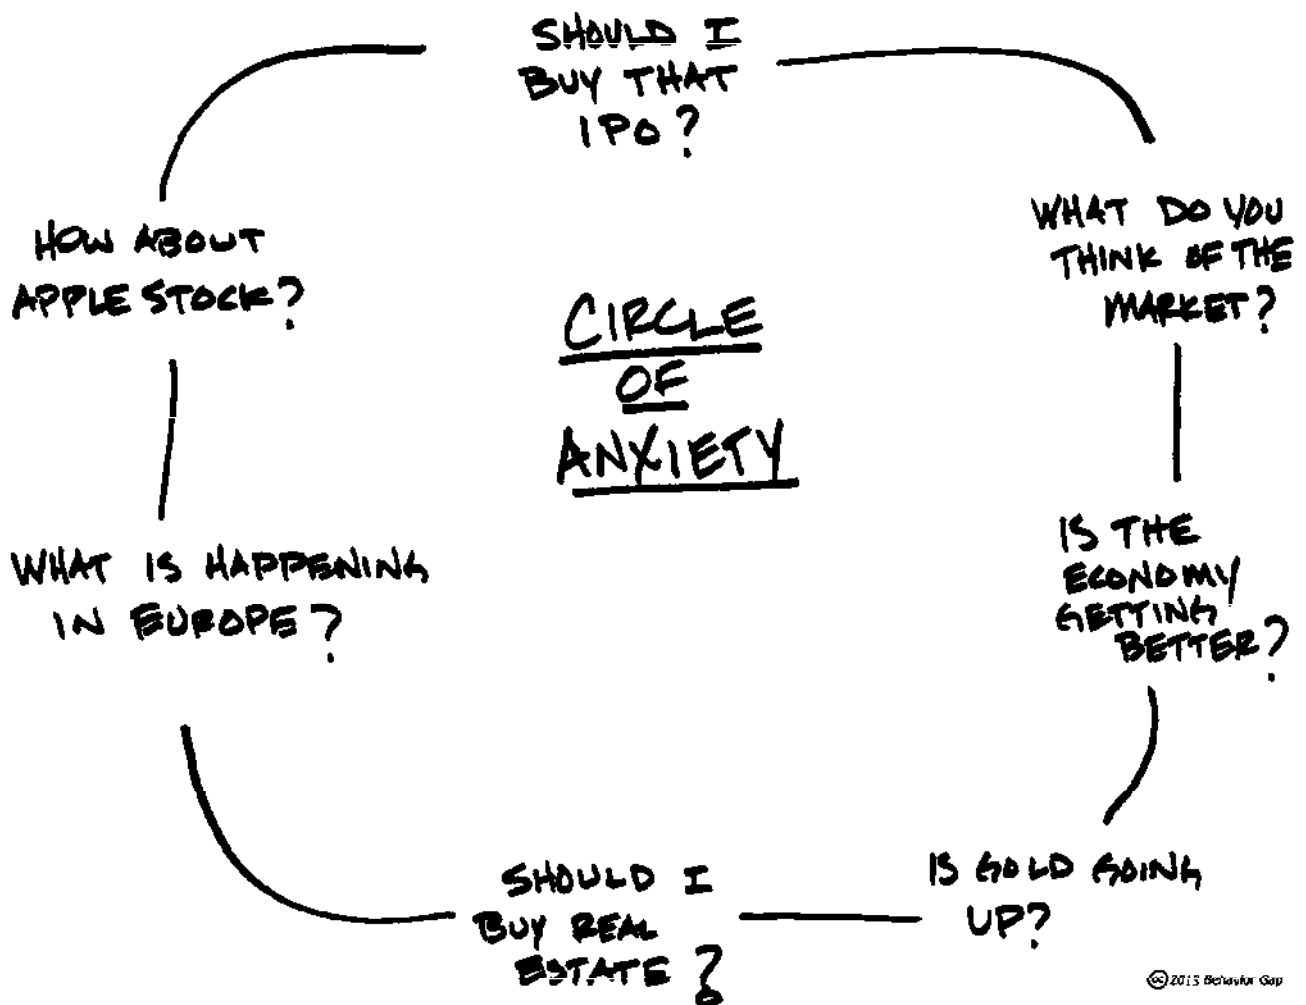 SHOULD I
BUY THAT
IPO?
WHAT DO YOU
THINK OF THE
MARKET?
IS THE
ECONOMY
GETTING
BETTER?
IS GOLD GOING
UP?
SHOULD I
BUY REAL
ESTATE?
WHAT IS HAPPENING
IN EUROPE?
HOW ABOUT
APPLE STOCK?
CIRCLE
OF
ANXIETY
cc 2013 Behavior Gap